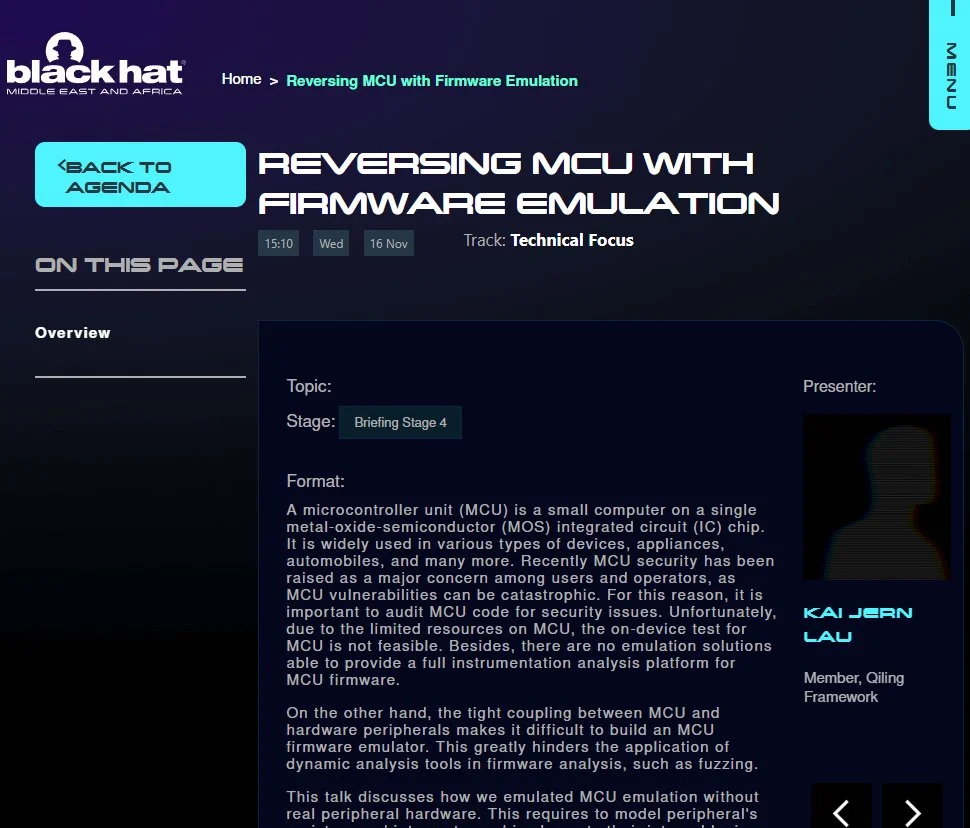 black hat
MIDDLE EAST AND AFRICA
Home > Reversing MCU with Firmware Emulation
MENU
<BACK TO
AGENDA
REVERSING MCU WITH
FIRMWARE EMULATION
15:10 Wed 16 Nov Track: Technical Focus
ON THIS PAGE
Overview
Topic:
Stage: Briefing Stage 4
Format:
A microcontroller unit (MCU) is a small computer on a single
metal-oxide-semiconductor (MOS) integrated circuit (IC) chip.
It is widely used in various types of devices, appliances,
automobiles, and many more. Recently MCU security has been
raised as a major concern among users and operators, as
MCU vulnerabilities can be catastrophic. For this reason, it is
important to audit MCU code for security issues. Unfortunately,
due to the limited resources on MCU, the on-device test for
MCU is not feasible. Besides, there are no emulation solutions
able to provide a full instrumentation analysis platform for
MCU firmware.
On the other hand, the tight coupling between MCU and
hardware peripherals makes it difficult to build an MCU
firmware emulator. This greatly hinders the application of
dynamic analysis tools in firmware analysis, such as fuzzing.
This talk discusses how we emulated MCU emulation without
real peripheral hardware. This requires to model peripheral's
Presenter:
KAI JERN
LAU
Member, Qiling
Framework